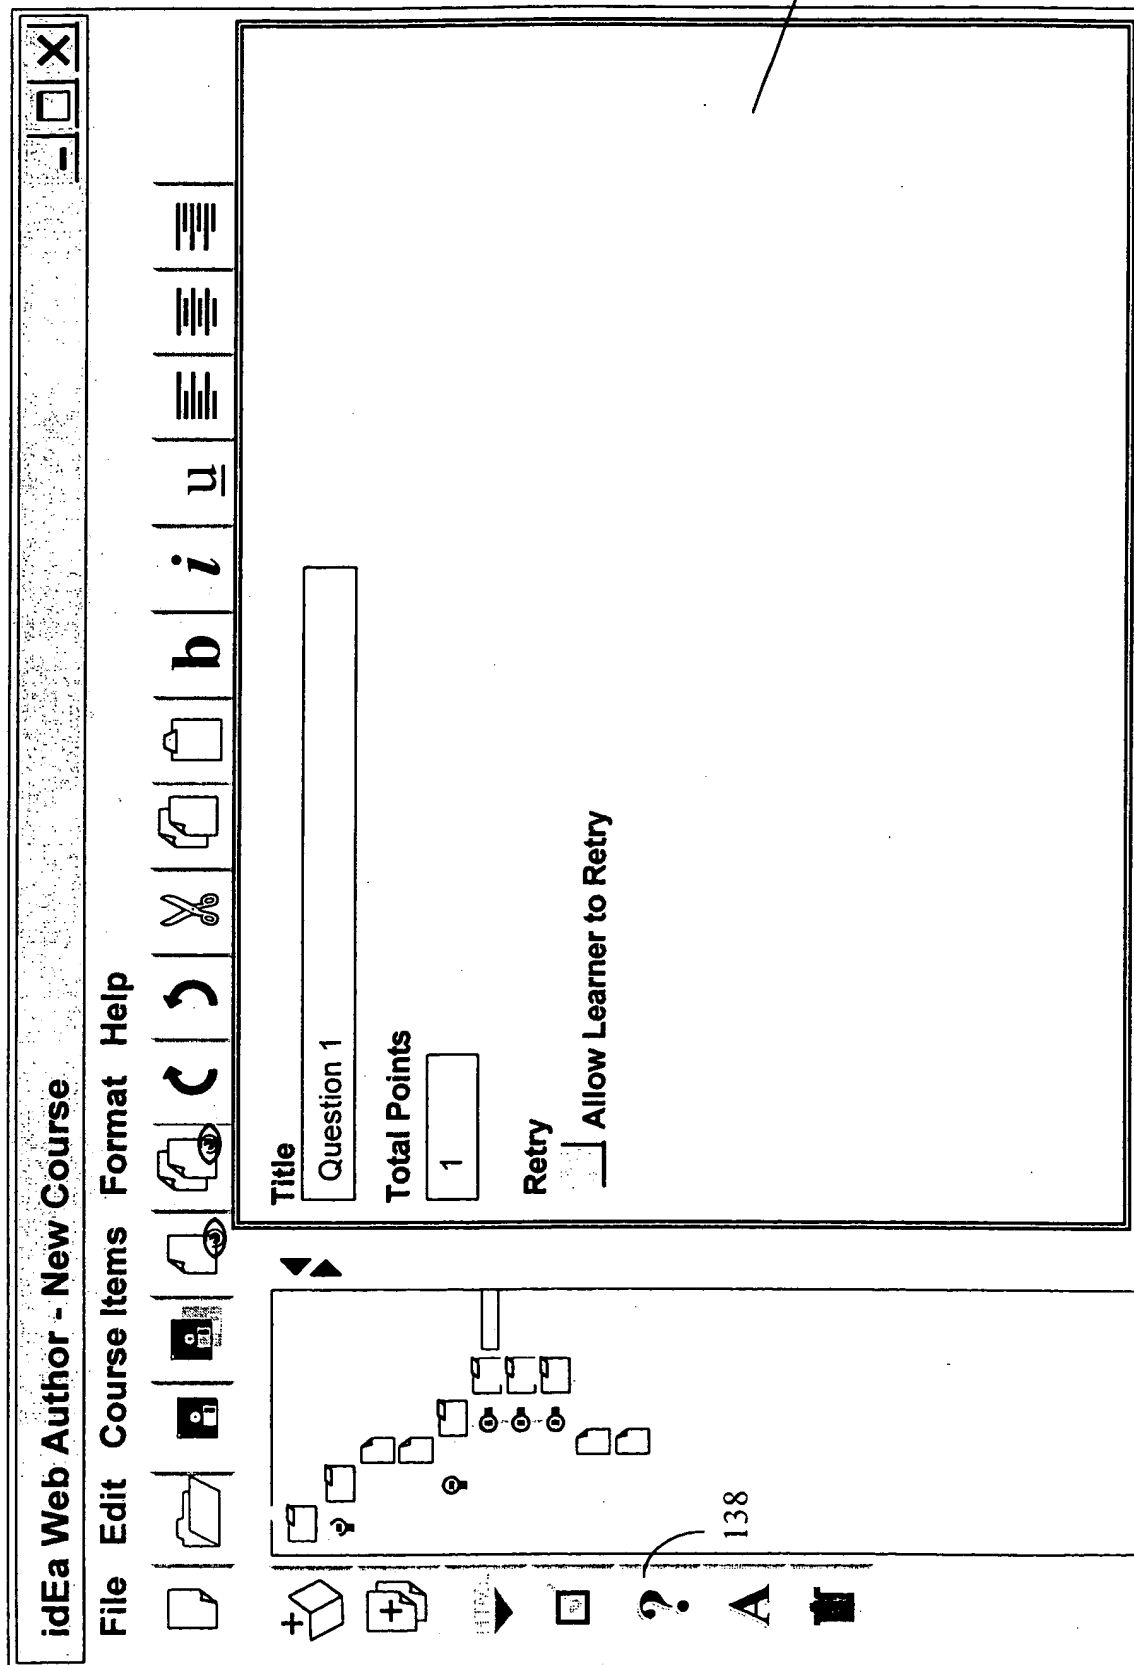 idEa Web Author - New Course
File Edit Course Items Format Help
b i u
Title
Question 1
Total Points
1
Retry
Allow Learner to Retry
?
138
A